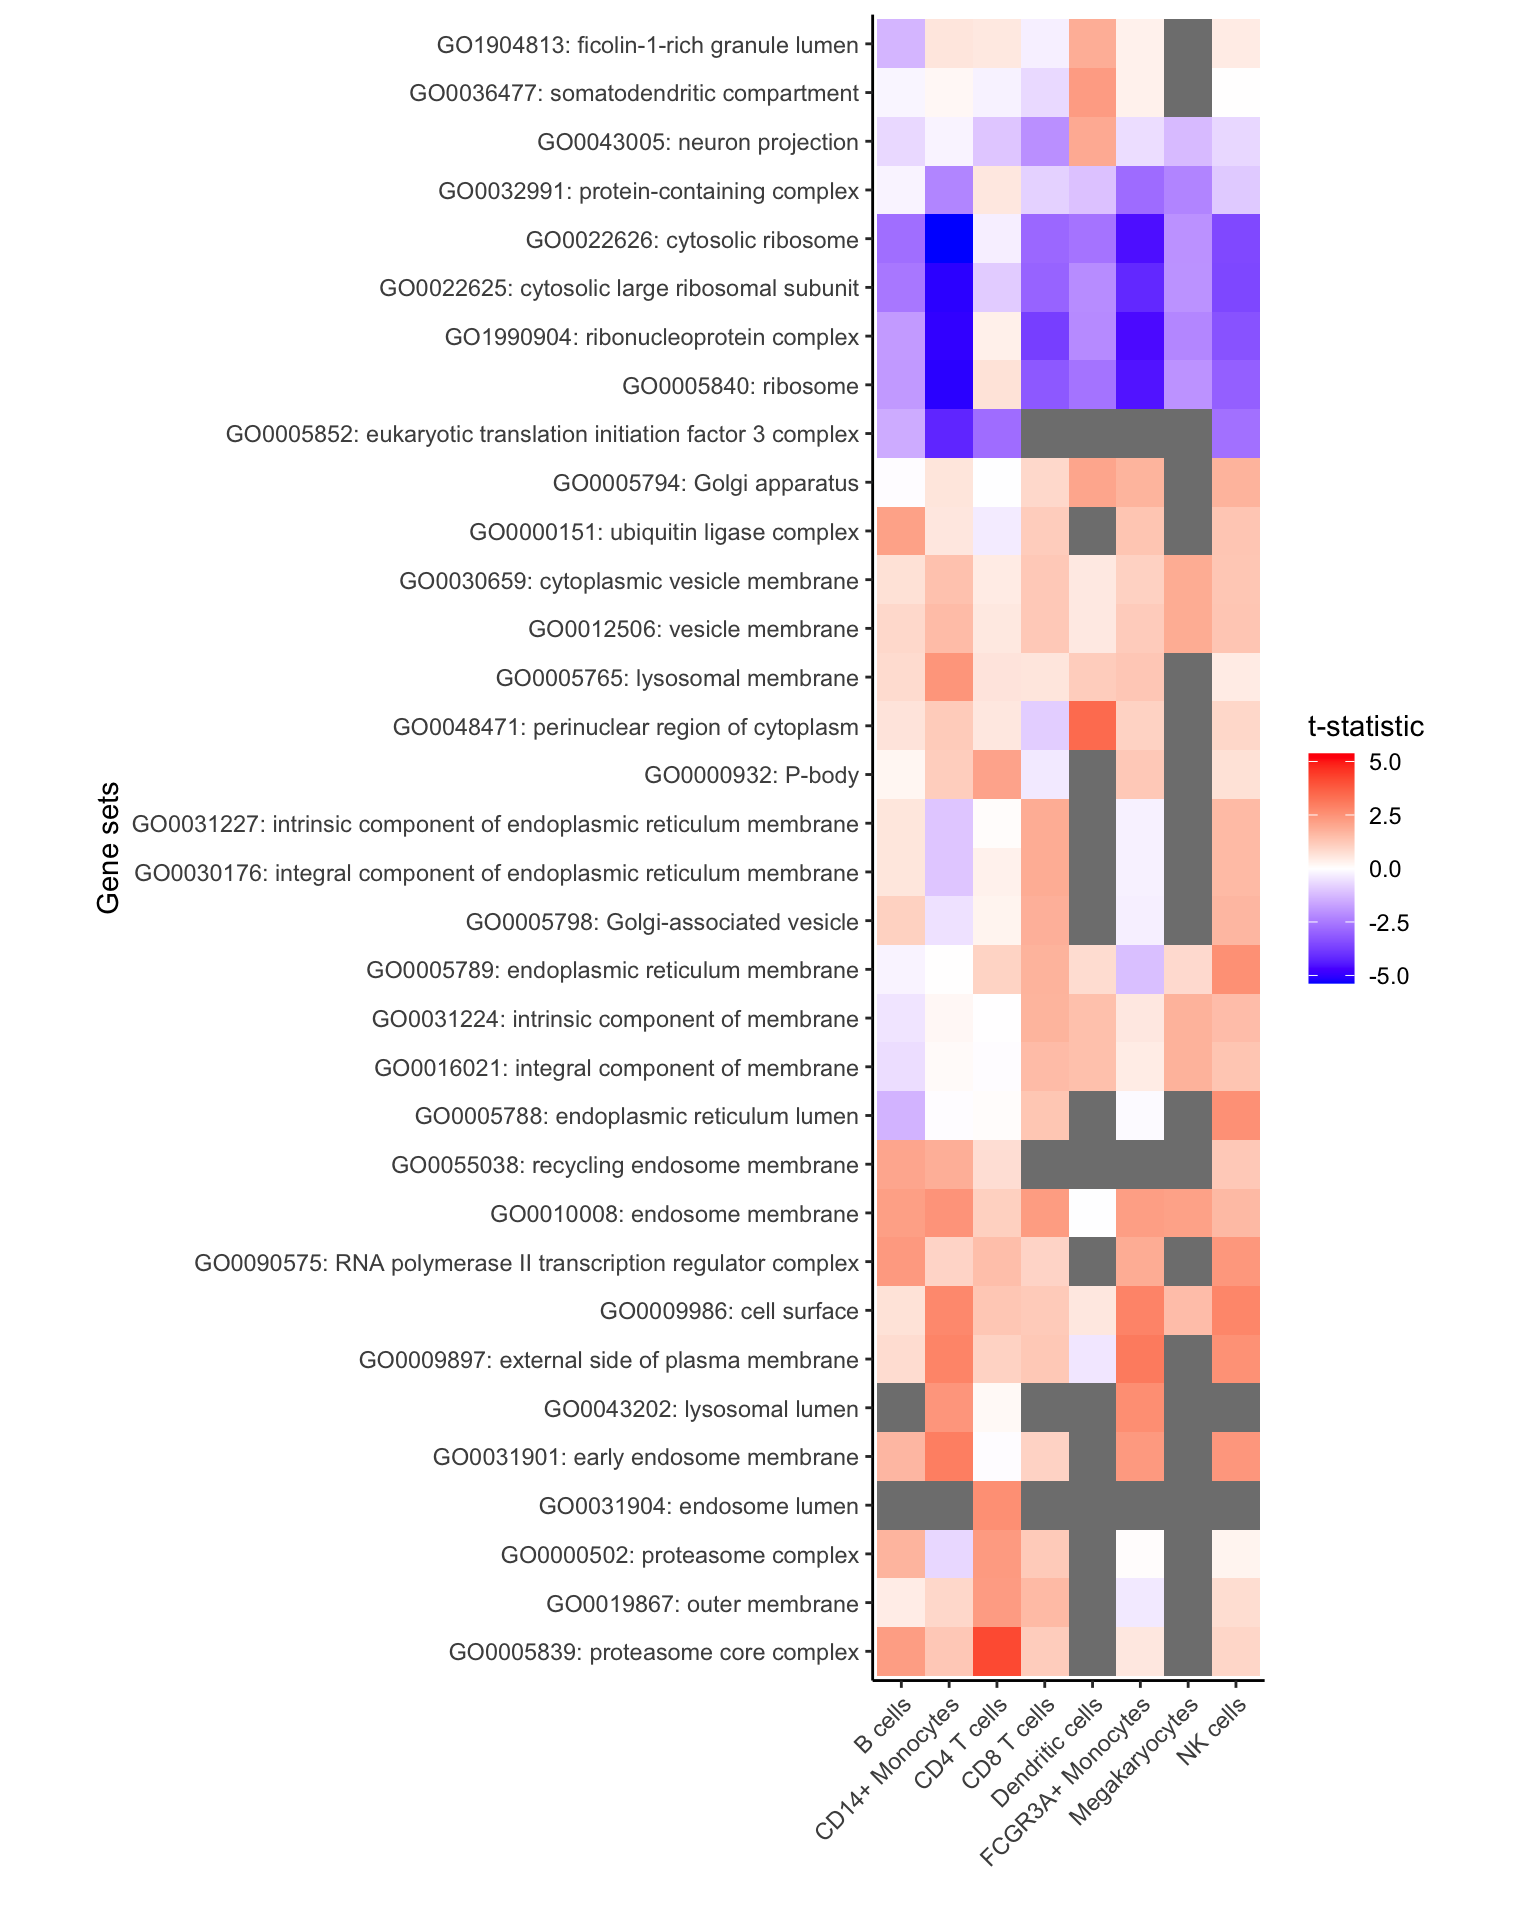 GO1904813: ficolin-1-rich granule lumen
GO0036477: somatodendritic compartment
GO0043005: neuron projection
GO0032991: protein-containing complex
GO0022626: cytosolic ribosome
GO0022625: cytosolic large ribosomal subunit
GO1990904: ribonucleoprotein complex
GO0005840: ribosome
GO0005852: eukaryotic translation initiation factor 3 complex
GO0005794: Golgi apparatus
GO0000151: ubiquitin ligase complex
GO0030659: cytoplasmic vesicle membrane
GO0012506: vesicle membrane
GO0005765: lysosomal membrane
GO0048471: perinuclear region of cytoplasm
GO0000932: P-body
GO0031227: intrinsic component of endoplasmic reticulum membrane
GO0030176: integral component of endoplasmic reticulum membrane
GO0005798: Golgi-associated vesicle
GO0005789: endoplasmic reticulum membrane
GO0031224: intrinsic component of membrane
GO0016021: integral component of membrane
GO0005788: endoplasmic reticulum lumen
GO0055038: recycling endosome membrane
GO0010008: endosome membrane
GO0090575: RNA polymerase II transcription regulator complex
GO0009986: cell surface
GO0009897: external side of plasma membrane
GO0043202: lysosomal lumen
GO0031901: early endosome membrane
GO0031904: endosome lumen
GO0000502: proteasome complex
GO0019867: outer membrane
GO0005839: proteasome core complex
Gene sets
B cells
CD14+ Monocytes
CD4 T cells
CD8 T cells
Dendritic cells
FCGR3A+ Monocytes
Megakaryocytes
NK cells
t-statistic
5.0
2.5
0.0
-2.5
-5.0